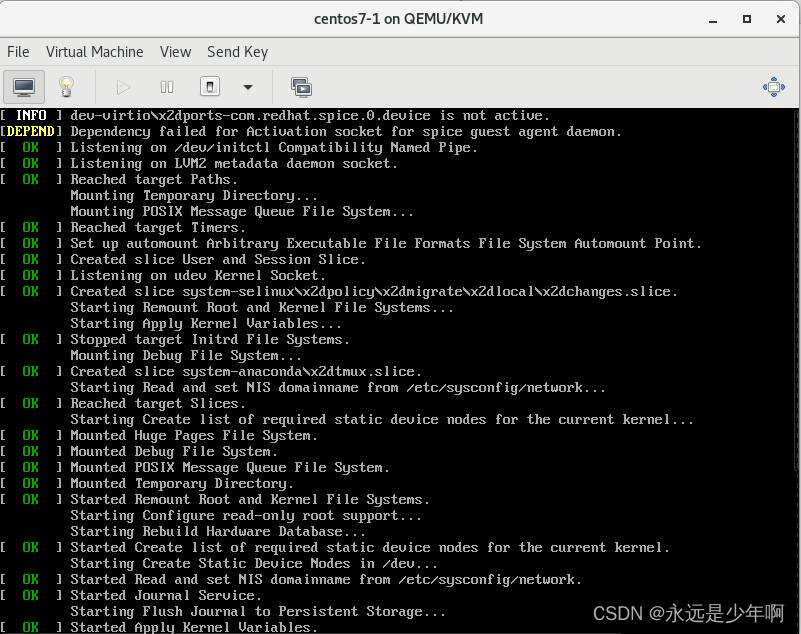 centos7-1 on QEMU/KVM
File Virtual Machine View Send Key
[ INFO ] dev-virtio\x2dports-com.redhat.spice.0.device is not active.
[DEPEND] Dependency failed for Activation socket for spice guest agent daemon.
[ OK ] Listening on /dev/initctl Compatibility Named Pipe.
[ OK ] Listening on LVM2 metadata daemon socket.
[ OK ] Reached target Paths.
Mounting Temporary Directory...
Mounting POSIX Message Queue File System...
[ OK ] Reached target Timers.
[ OK ] Set up automount Arbitrary Executable File Formats File System Automount Point.
[ OK ] Created slice User and Session Slice.
[ OK ] Listening on udev Kernel Socket.
[ OK ] Created slice system-selinux\x2dpolicy\x2dmigrate\x2dlocal\x2dchanges.slice.
Starting Remount Root and Kernel File Systems...
Starting Apply Kernel Variables...
[ OK ] Stopped target Initrd File Systems.
Mounting Debug File System...
[ OK ] Created slice system-anaconda\x2dtmux.slice.
Starting Read and set NIS domainname from /etc/sysconfig/network...
[ OK ] Reached target Slices.
Starting Create list of required static device nodes for the current kernel...
[ OK ] Mounted Huge Pages File System.
[ OK ] Mounted Debug File System.
[ OK ] Mounted POSIX Message Queue File System.
[ OK ] Mounted Temporary Directory.
[ OK ] Started Remount Root and Kernel File Systems.
Starting Configure read-only root support...
Starting Rebuild Hardware Database...
[ OK ] Started Create list of required static device nodes for the current kernel.
Starting Create Static Device Nodes in /dev...
[ OK ] Started Read and set NIS domainname from /etc/sysconfig/network.
[ OK ] Started Journal Service.
Starting Flush Journal to Persistent Storage...
[ OK ] Started Apply Kernel Variables.
CSDN @永远是少年啊